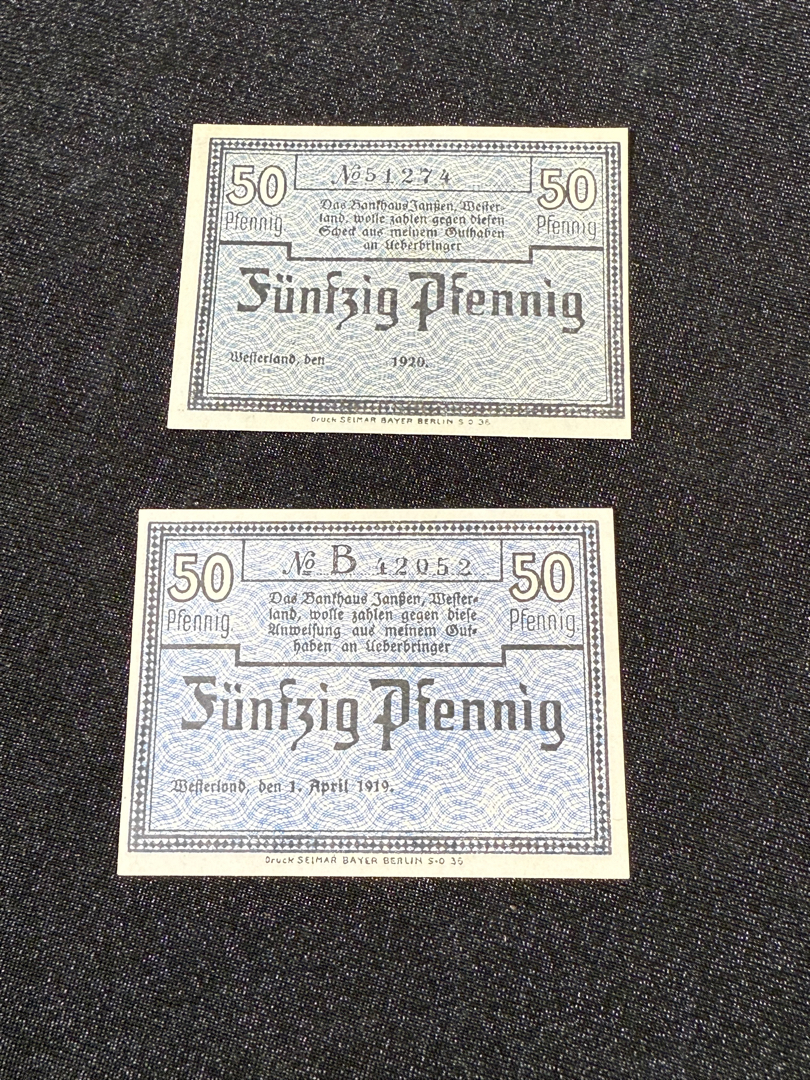 50 Pfennig
No 51274
50 Pfennig
Das Bankhaus Janßen, Wester-
land, wolle zahlen gegen diesen
Scheck aus meinem Guthaben
an Ueberbringer
Fünfzig Pfennig
Westerland, den 1920.
Druck SELMAR BAYER BERLIN S O 36
50 Pfennig
No B 42052
50 Pfennig.
Das Bankhaus Janßen, Wester-
land, wolle zahlen gegen diese
Anweisung aus meinem Gut-
haben an Ueberbringer
Fünfzig Pfennig
Westerland, den 1. April 1919.
Druck SELMAR BAYER BERLIN S·O 36